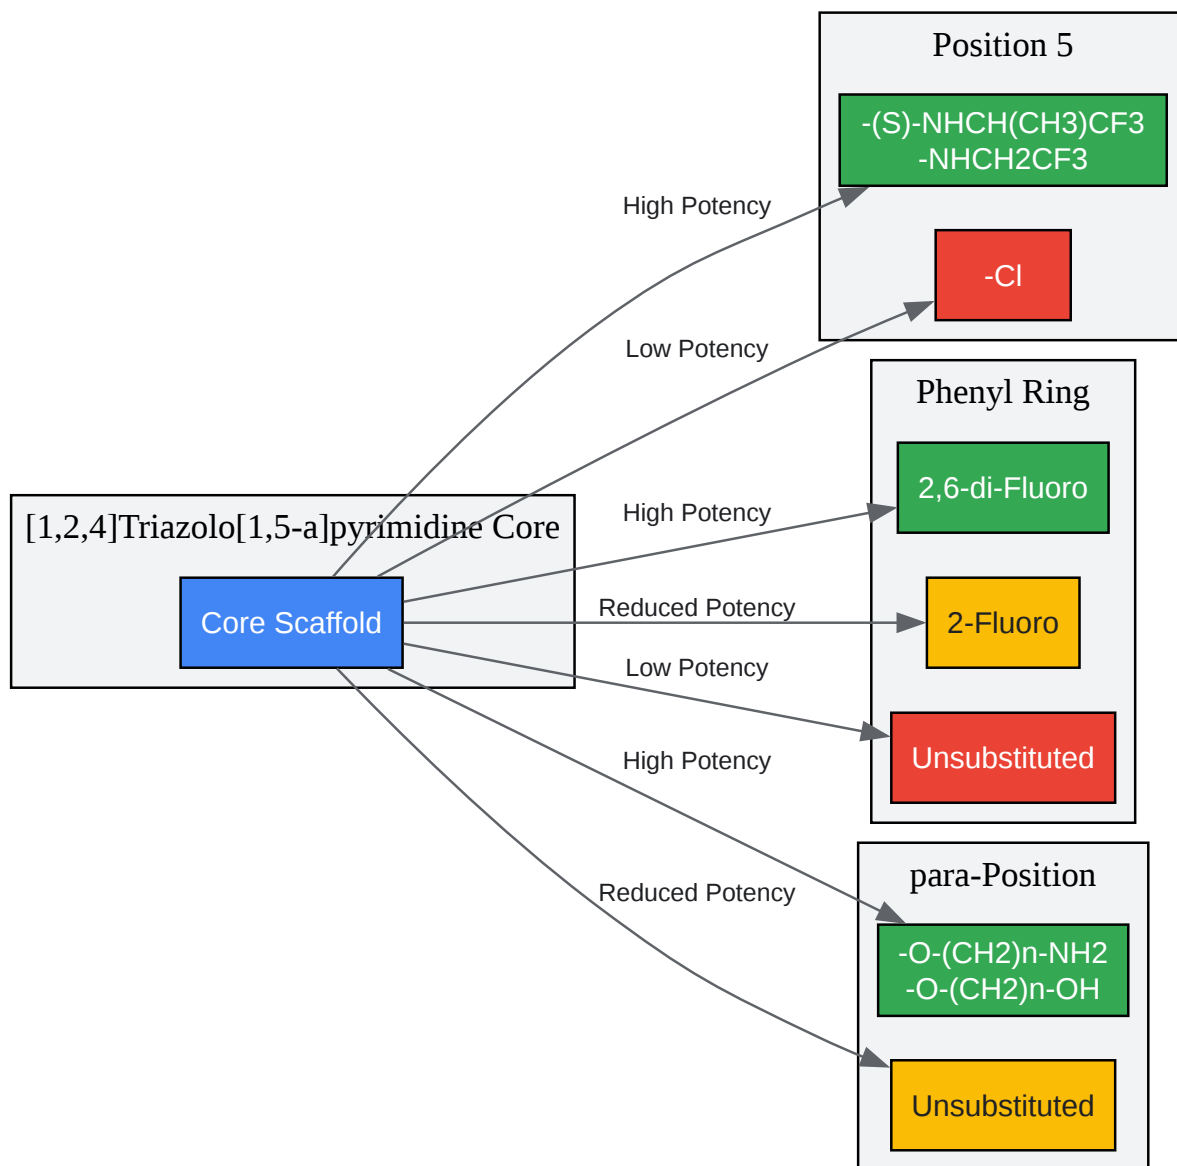 Position 5
-(S)-NHCH(CH3)CF3
-NHCH2CF3
High Potency
-Cl
Low Potency
Phenyl Ring
2,6-di-Fluoro
High Potency
[1,2,4]Triazolo[1,5-a]pyrimidine Core
Core Scaffold
Reduced Potency
2-Fluoro
Low Potency
Unsubstituted
High Potency
para-Position
Reduced Potency
-O-(CH2)n-NH2
-O-(CH2)n-OH
Unsubstituted